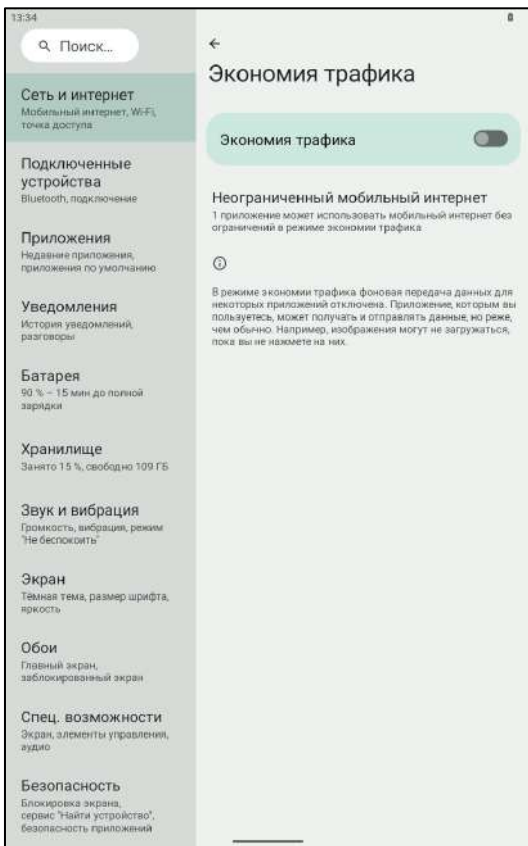 13:34
Поиск...
Сеть и интернет
Мобильный интернет, Wi-Fi,
точка доступа
Подключенные
устройства
Bluetooth, подключение
Приложения
Недавние приложения,
приложения по умолчанию
Уведомления
История уведомлений,
разговоры
Батарея
90 % – 15 мин до полной
зарядки
Хранилище
Занято 15 %, свободно 109 ГБ
Звук и вибрация
Громкость, вибрация, режим
"Не беспокоить"
Экран
Тёмная тема, размер шрифта,
яркость
Обои
Главный экран,
заблокированный экран
Спец. возможности
Экран, элементы управления,
аудио
Безопасность
Блокировка экрана,
сервис "Найти устройство",
безопасность приложений
Экономия трафика
Экономия трафика
Неограниченный мобильный интернет
1 приложение может использовать мобильный интернет без
ограничений в режиме экономии трафика
В режиме экономии трафика фоновая передача данных для
некоторых приложений отключена. Приложение, которым вы
пользуетесь, может получать и отправлять данные, но реже,
чем обычно. Например, изображения могут не загружаться,
пока вы не нажмете на них.